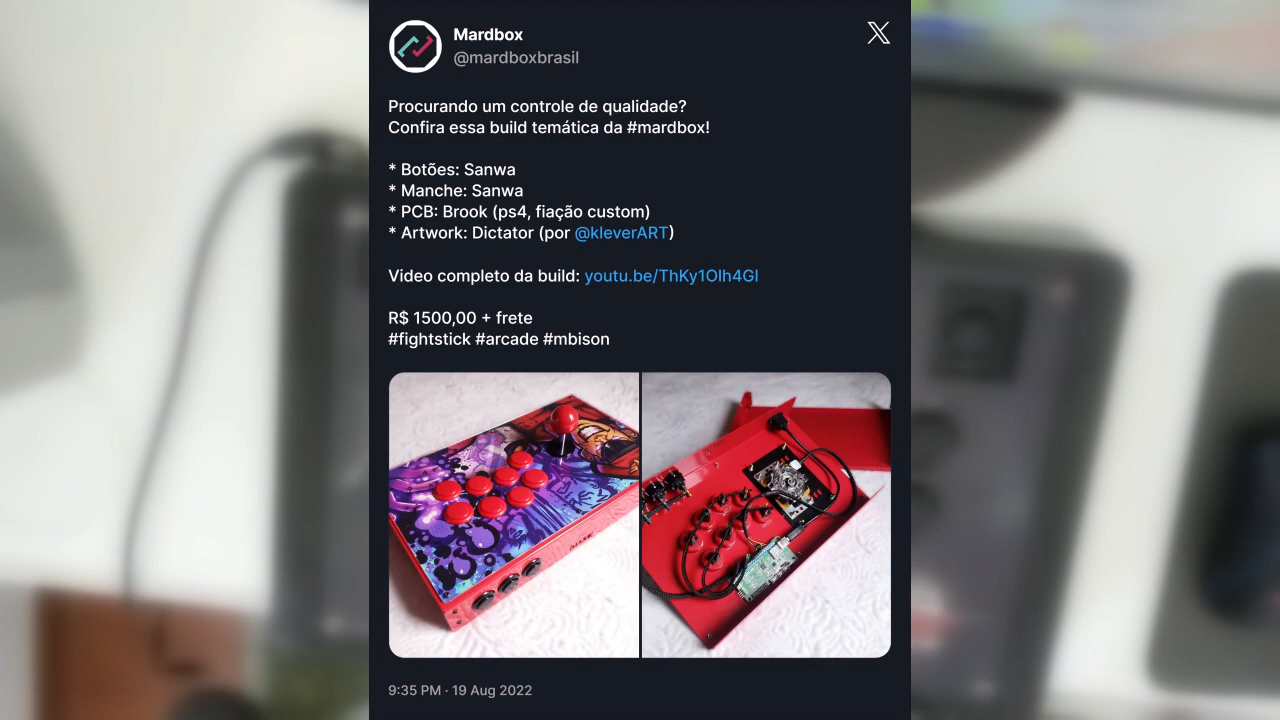 Mardbox
@mardboxbrasil
Procurando um controle de qualidade?
Confira essa build temática da #mardbox!
* Botões: Sanwa
* Manche: Sanwa
* PCB: Brook (ps4, fiação custom)
* Artwork: Dictator (por @kleverART)
Video completo da build: youtu.be/ThKy1Olh4GI
R$ 1500,00 + frete
#fightstick #arcade #mbison
9:35 PM · 19 Aug 2022